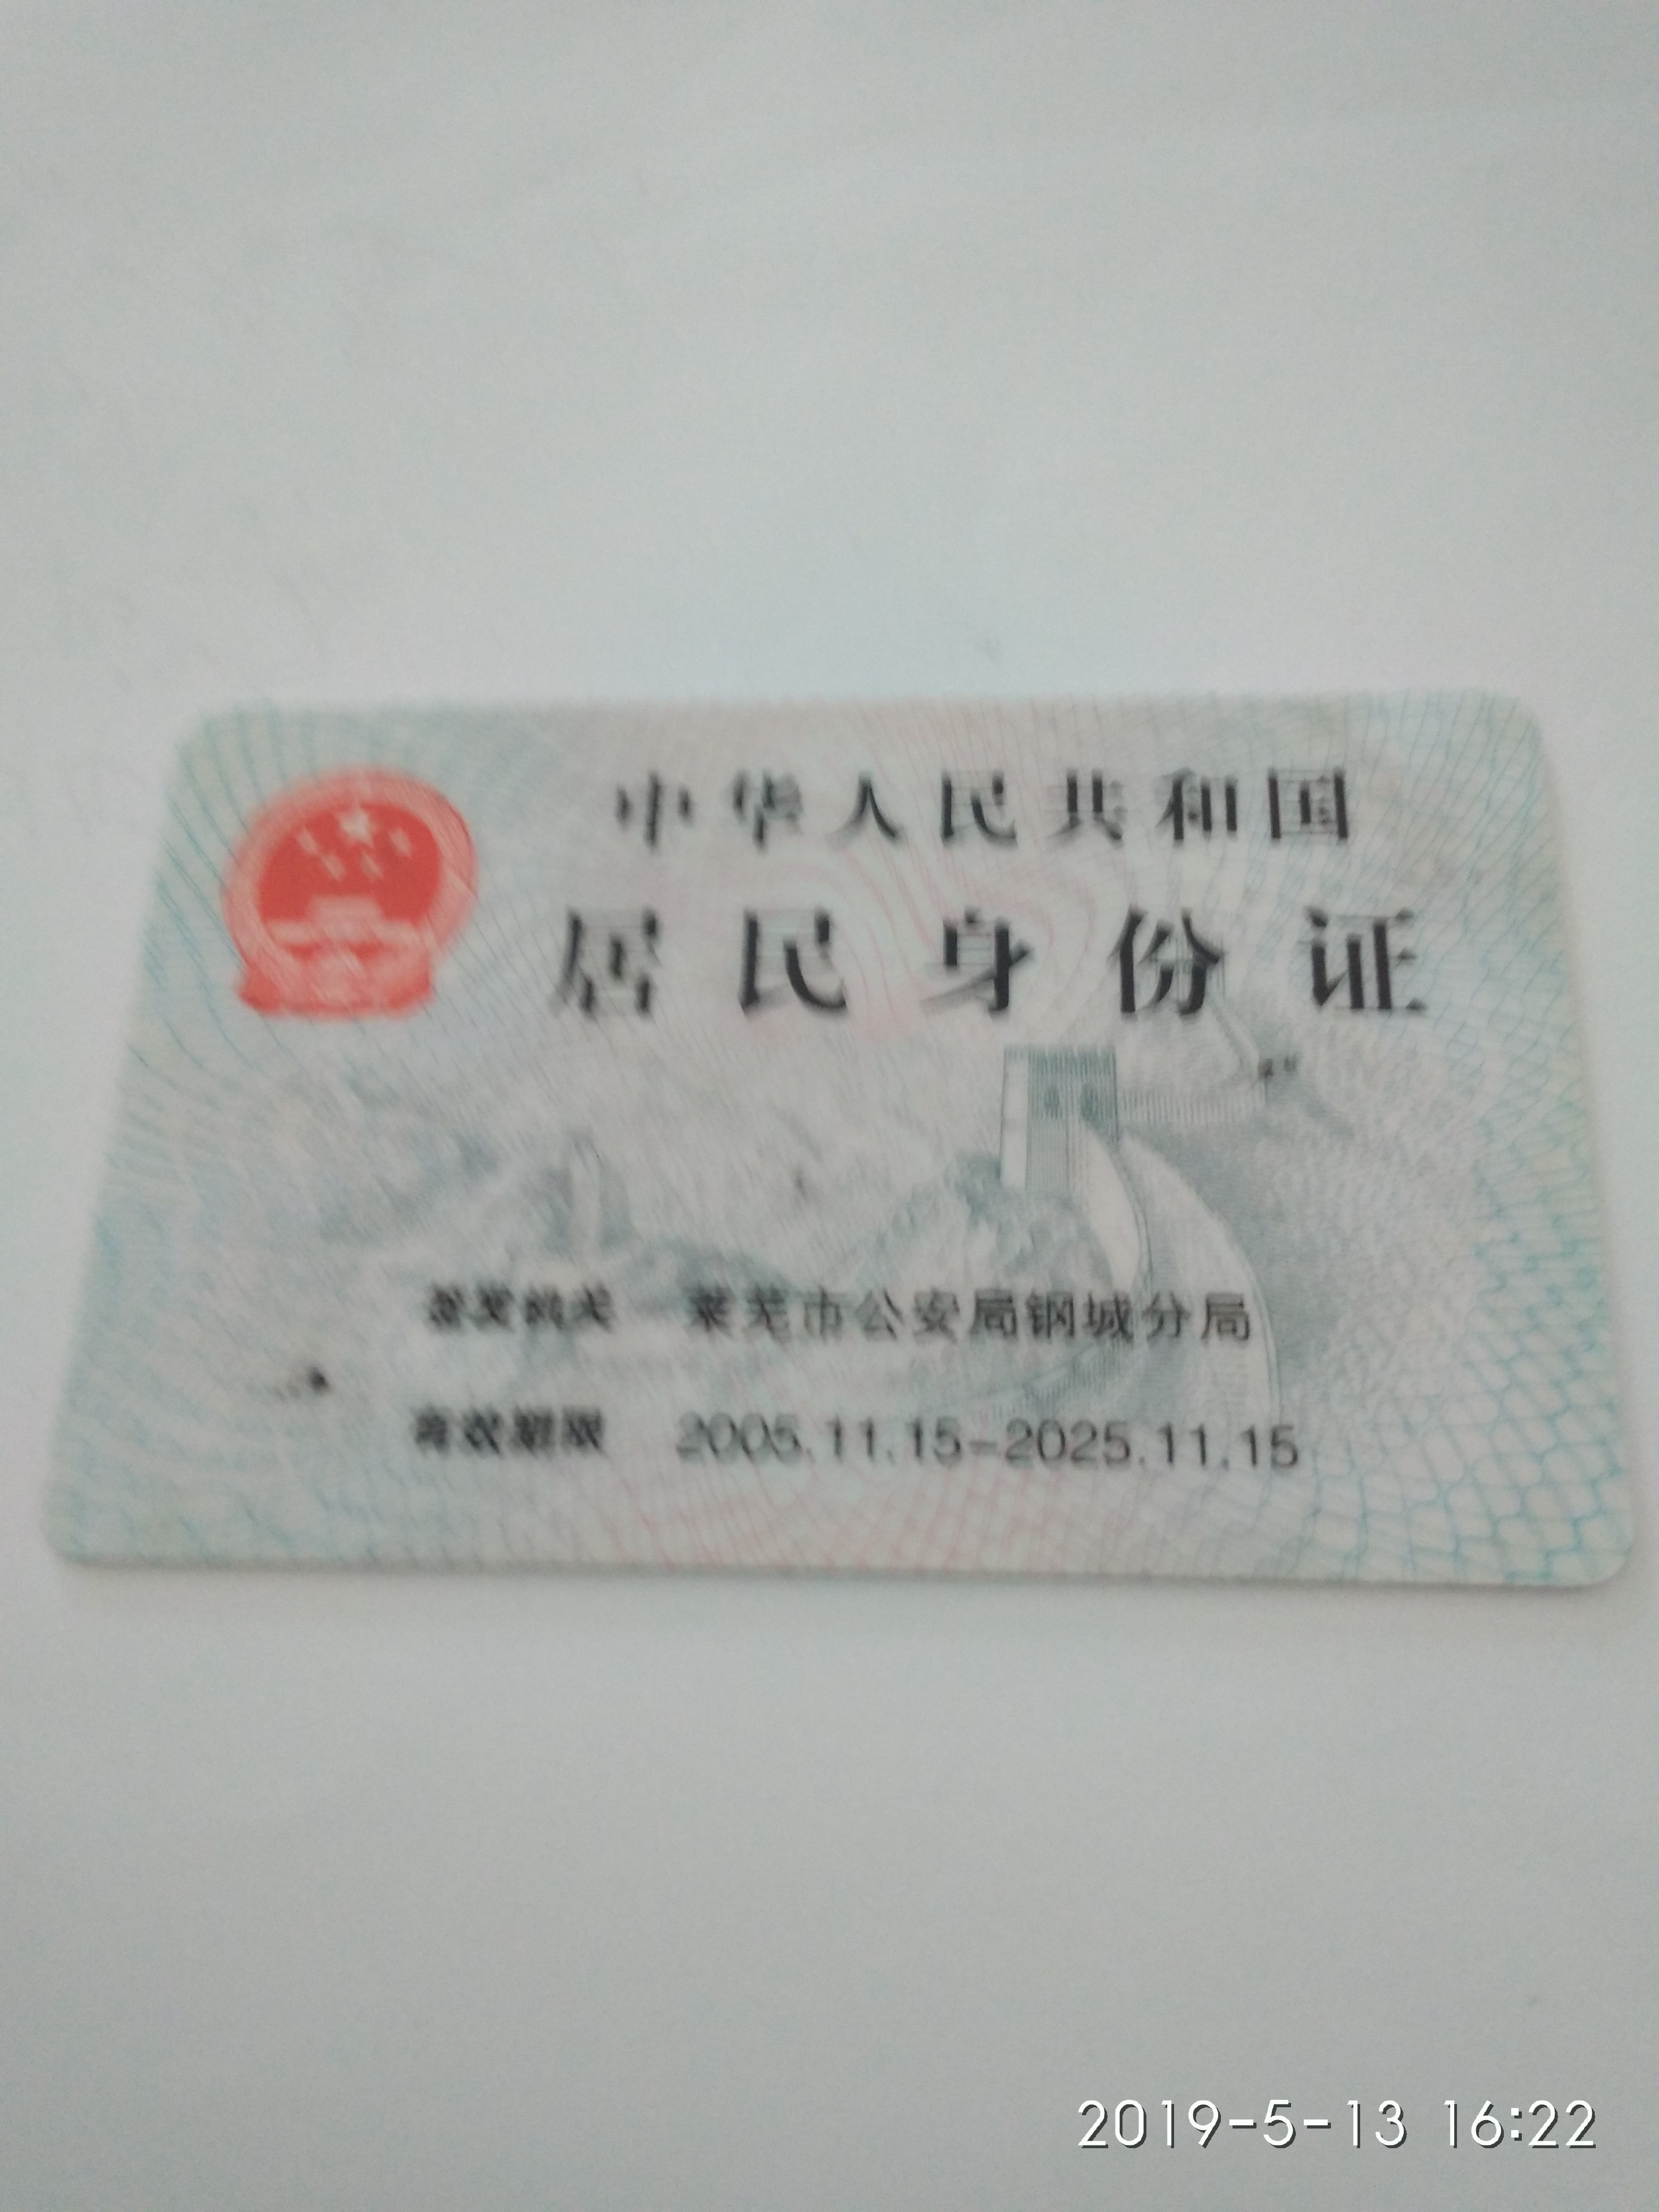 中华人民共和国
居民身份证
签发机关 莱芜市公安局钢城分局
有效期限 2005.11.15-2025.11.15
2019-5-13 16:22